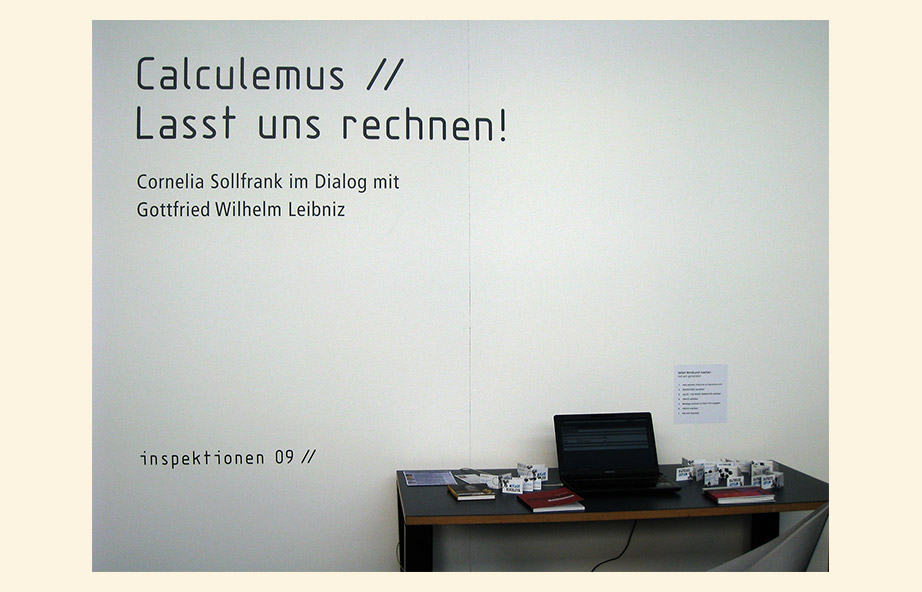 Calculemus //
Lasst uns rechnen!
Cornelia Sollfrank im Dialog mit
Gottfried Wilhelm Leibniz
inspektionen 09 //